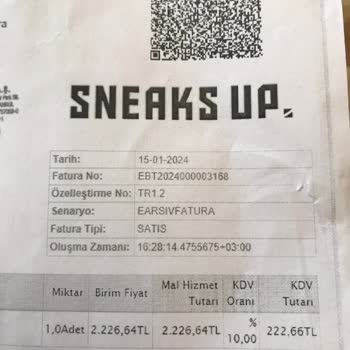 SNEAKS UP.
Tarih: 15-01-2024
Fatura No: EBT2024000003168
Özelleştirme No: TR1.2
Senaryo: EARSIVFATURA
Fatura Tipi: SATIS
Oluşma Zamanı: 16:28:14.4755675+03:00
Miktar Birim Fiyat Mal Hizmet Tutarı KDV Oranı KDV Tutarı
1,0Adet 2.226,64TL 2.226,64TL % 10,00 222,66TL